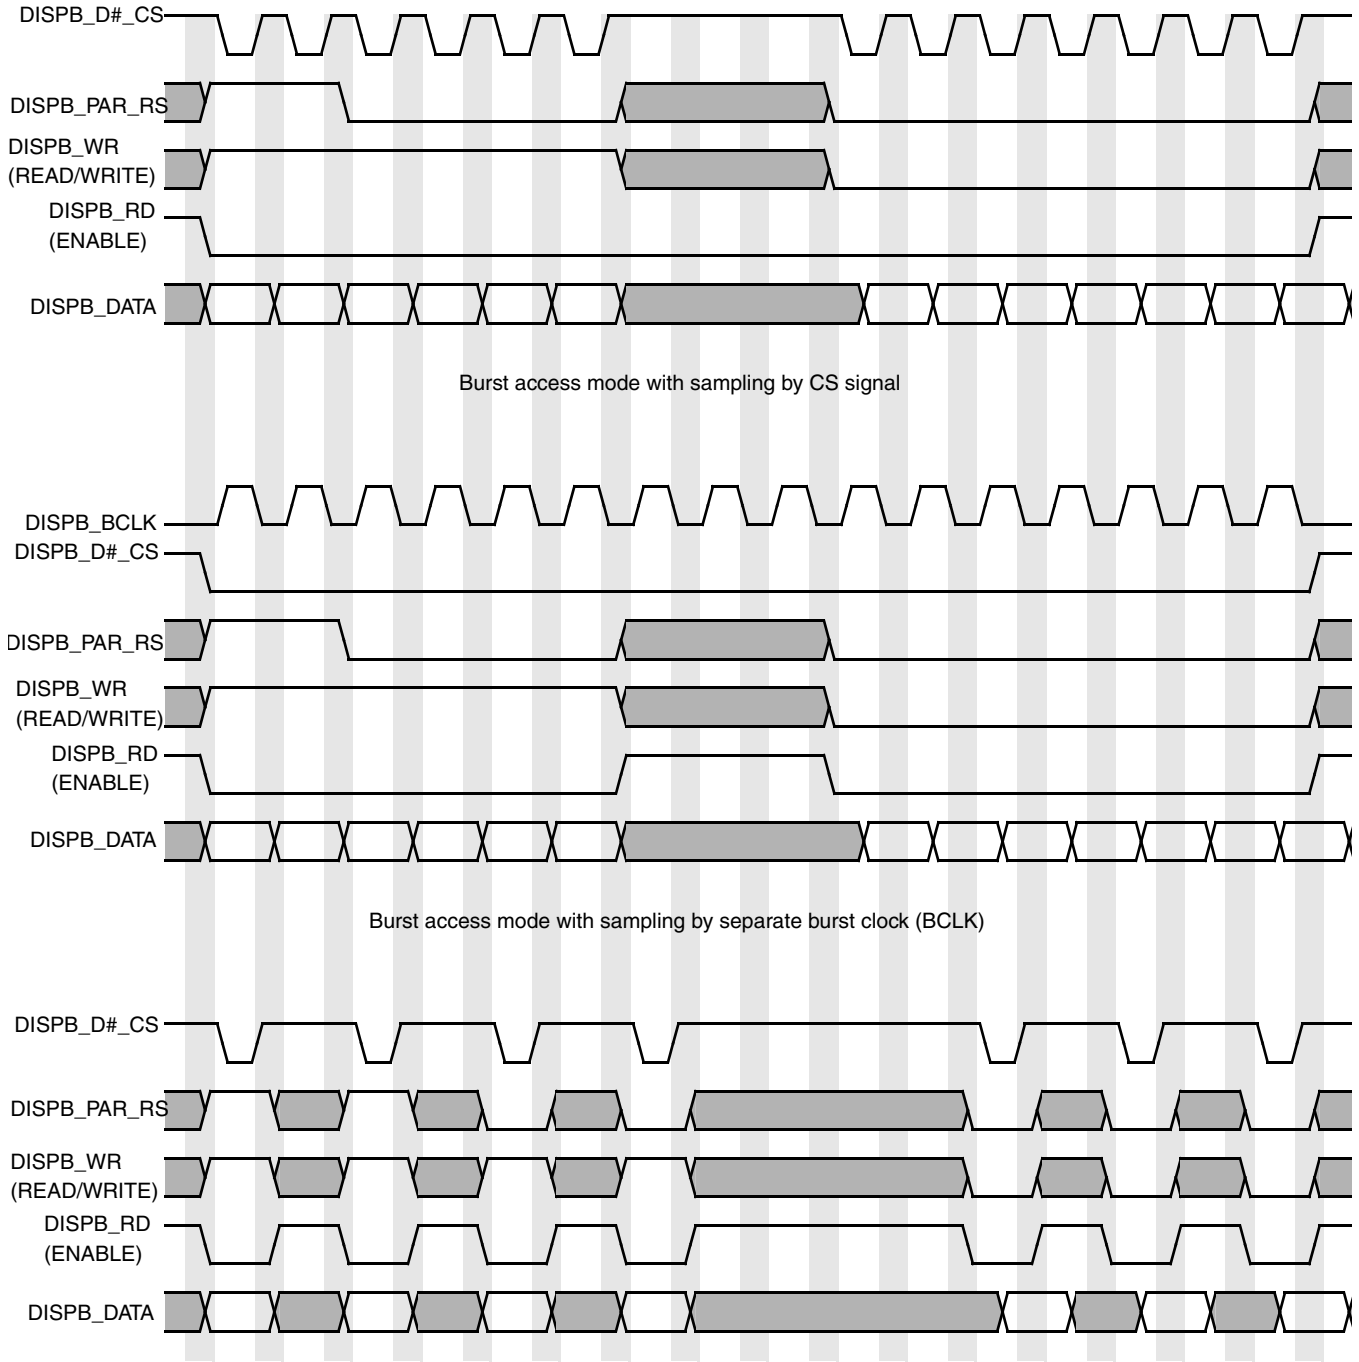 DISPB_D#_CS
DISPB_PAR_RS
DISPB_WR
(READ/WRITE)
DISPB_RD
(ENABLE)
DISPB_DATA
Burst access mode with sampling by CS signal
DISPB_BCLK
DISPB_D#_CS
DISPB_PAR_RS
DISPB_WR
(READ/WRITE)
DISPB_RD
(ENABLE)
DISPB_DATA
Burst access mode with sampling by separate burst clock (BCLK)
DISPB_D#_CS
DISPB_PAR_RS
DISPB_WR
(READ/WRITE)
DISPB_RD
(ENABLE)
DISPB_DATA